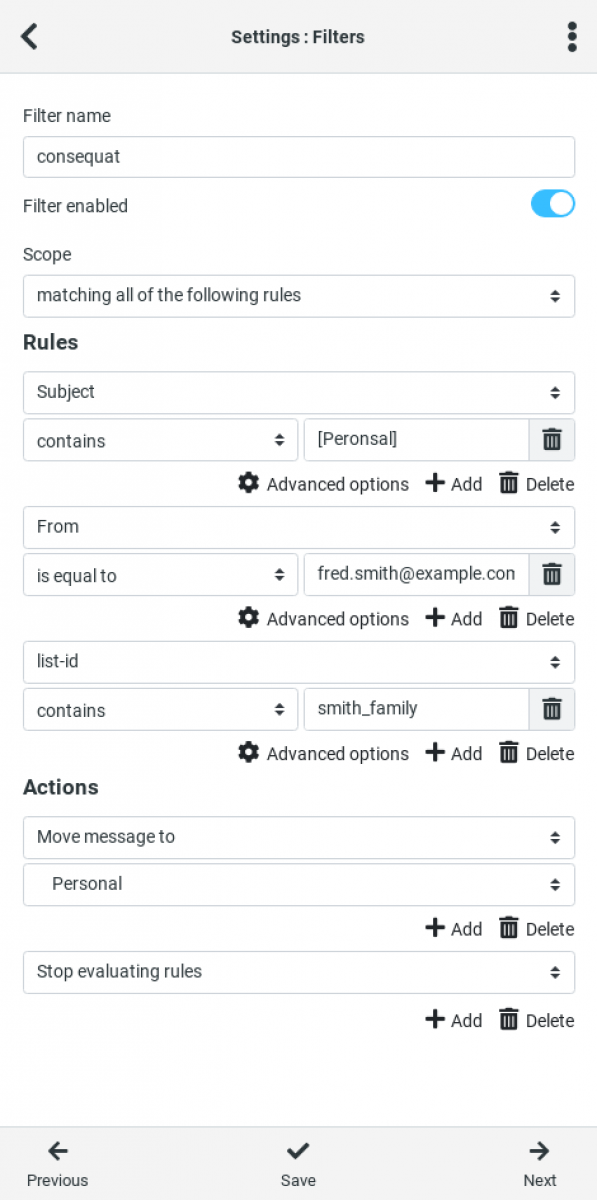 Settings : Filters
Filter name
consequat
Filter enabled
Scope
matching all of the following rules
Rules
Subject
contains [Peronsal]
Advanced options Add Delete
From
is equal to fred.smith@example.con
Advanced options Add Delete
list-id
contains smith_family
Advanced options Add Delete
Actions
Move message to
Personal
Add Delete
Stop evaluating rules
Add Delete
Previous Save Next